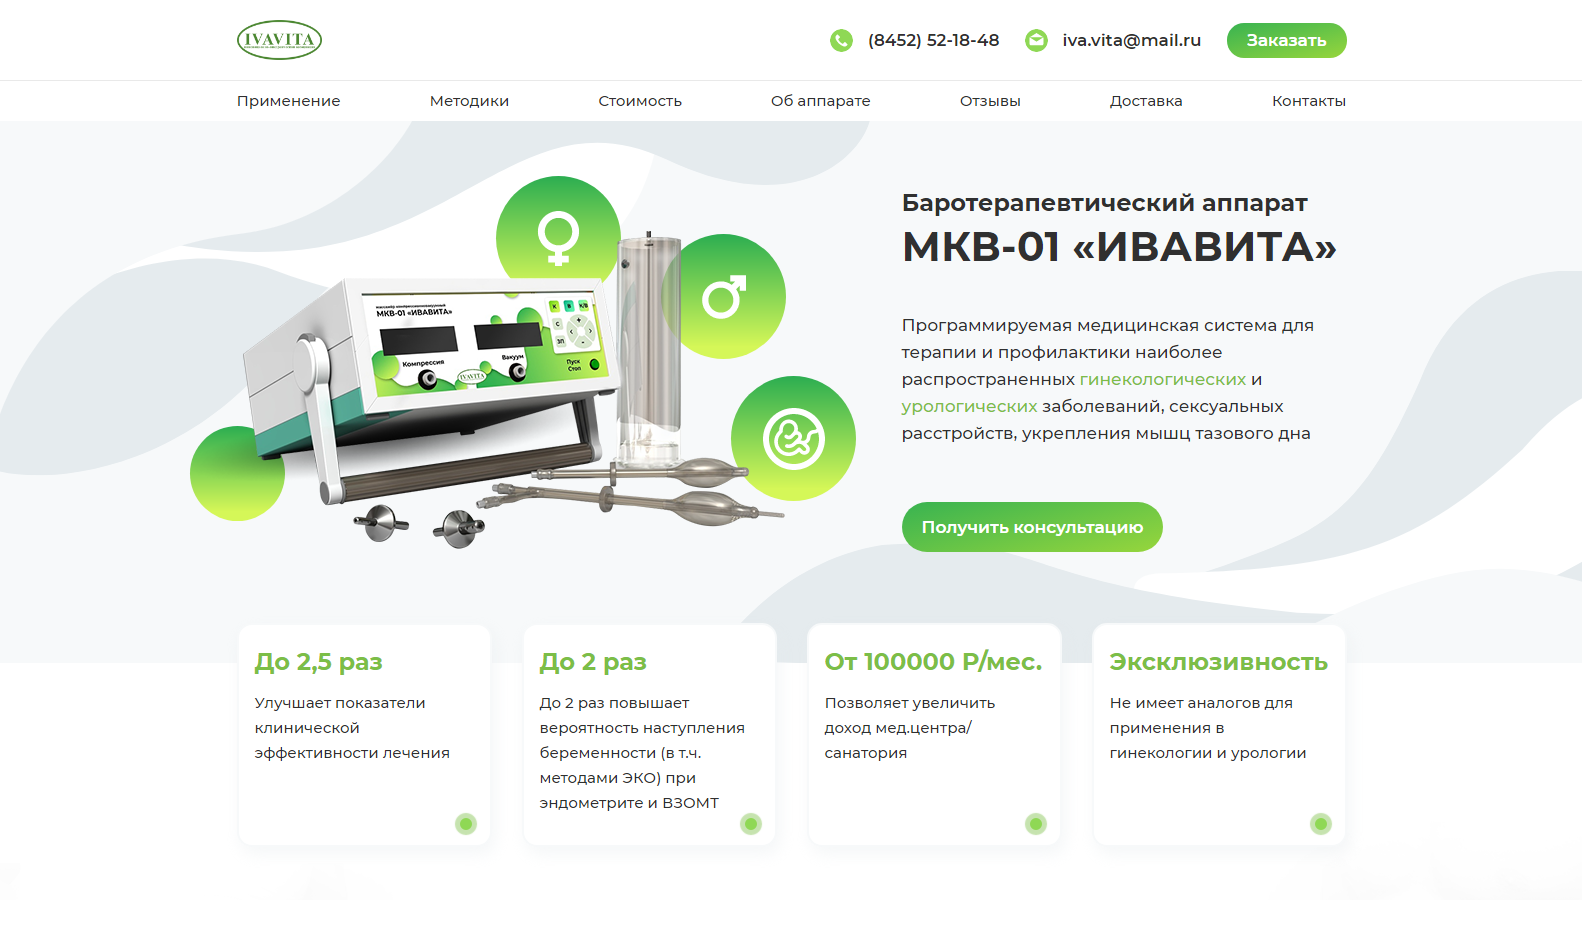 IVAVITA
(8452) 52-18-48
iva.vita@mail.ru
Заказать
Применение
Методики
Стоимость
Об аппарате
Отзывы
Доставка
Контакты
Баротерапевтический аппарат
МКВ-01 «ИВАВИТА»
Программируемая медицинская система для
терапии и профилактики наиболее
распространенных гинекологических и
урологических заболеваний, сексуальных
расстройств, укрепления мышц тазового дна
Получить консультацию
МКВ-01 «ИВАВИТА»
К
В
К/В
С
ЗП
Компрессия
Вакуум
Пуск
Стоп
IVAVITA
До 2,5 раз
Улучшает показатели
клинической
эффективности лечения
До 2 раз
До 2 раз повышает
вероятность наступления
беременности (в т.ч.
методами ЭКО) при
эндометрите и ВЗОМТ
От 100000 Р/мес.
Позволяет увеличить
доход мед.центра/
санатория
Эксклюзивность
Не имеет аналогов для
применения в
гинекологии и урологии